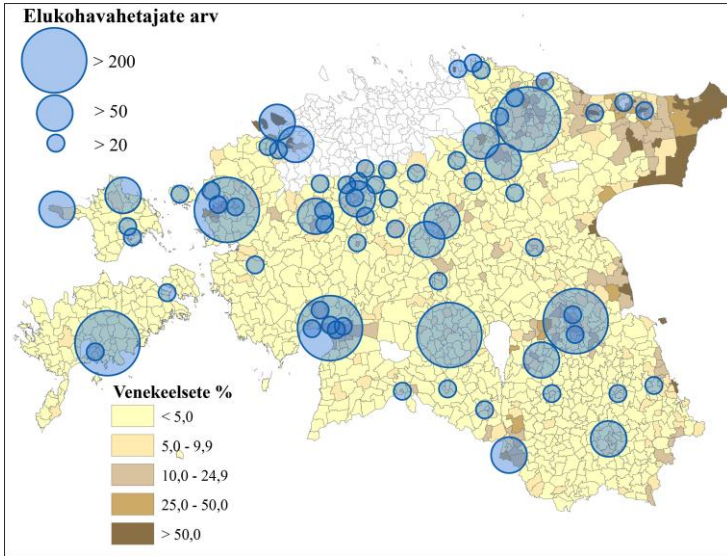 Elukohavahetajate arv
> 200
> 50
> 20
Venekeelsete %
< 5,0
5,0 - 9,9
10,0 - 24,9
25,0 - 50,0
> 50,0